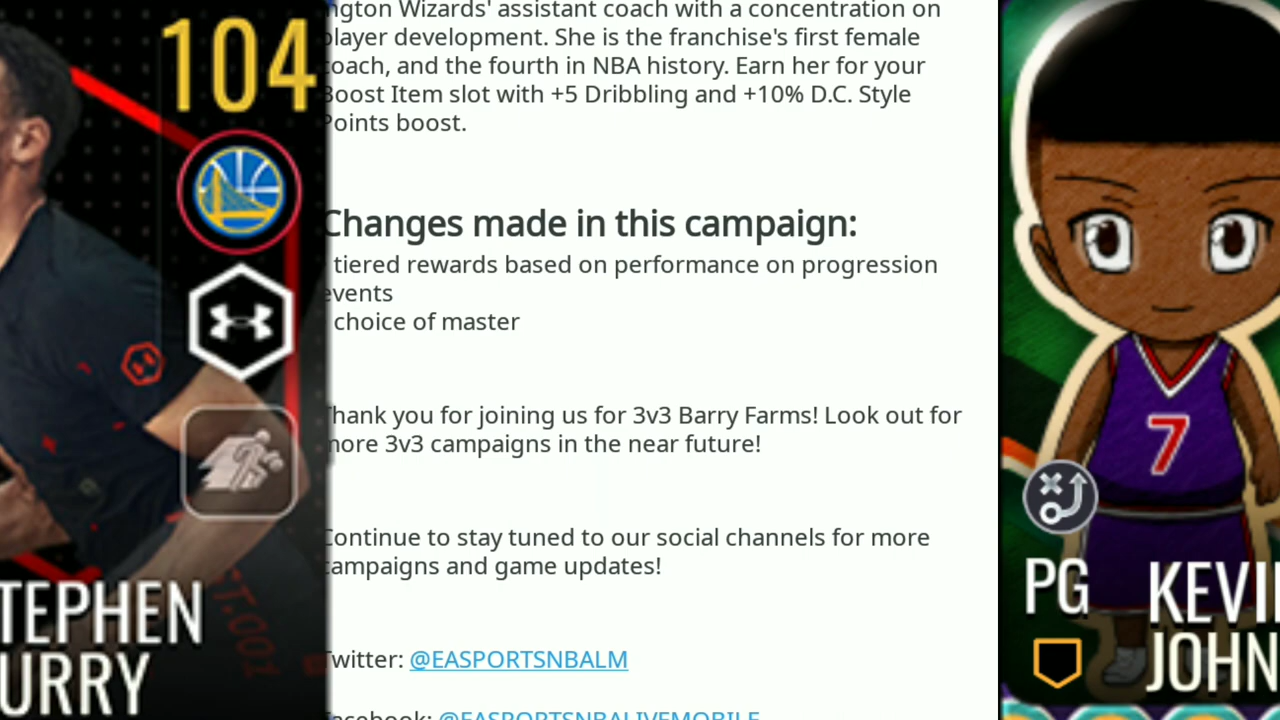 104
TEPHEN
URRY
ngton Wizards' assistant coach with a concentration on
player development. She is the franchise's first female
coach, and the fourth in NBA history. Earn her for your
Boost Item slot with +5 Dribbling and +10% D.C. Style
Points boost.
Changes made in this campaign:
tiered rewards based on performance on progression
events
choice of master
Thank you for joining us for 3v3 Barry Farms! Look out for
more 3v3 campaigns in the near future!
Continue to stay tuned to our social channels for more
campaigns and game updates!
Twitter: @EASPORTSNBALM
Facebook: @EASPORTSNBALIVEMOBILE
7
PG
KEVI
JOHN